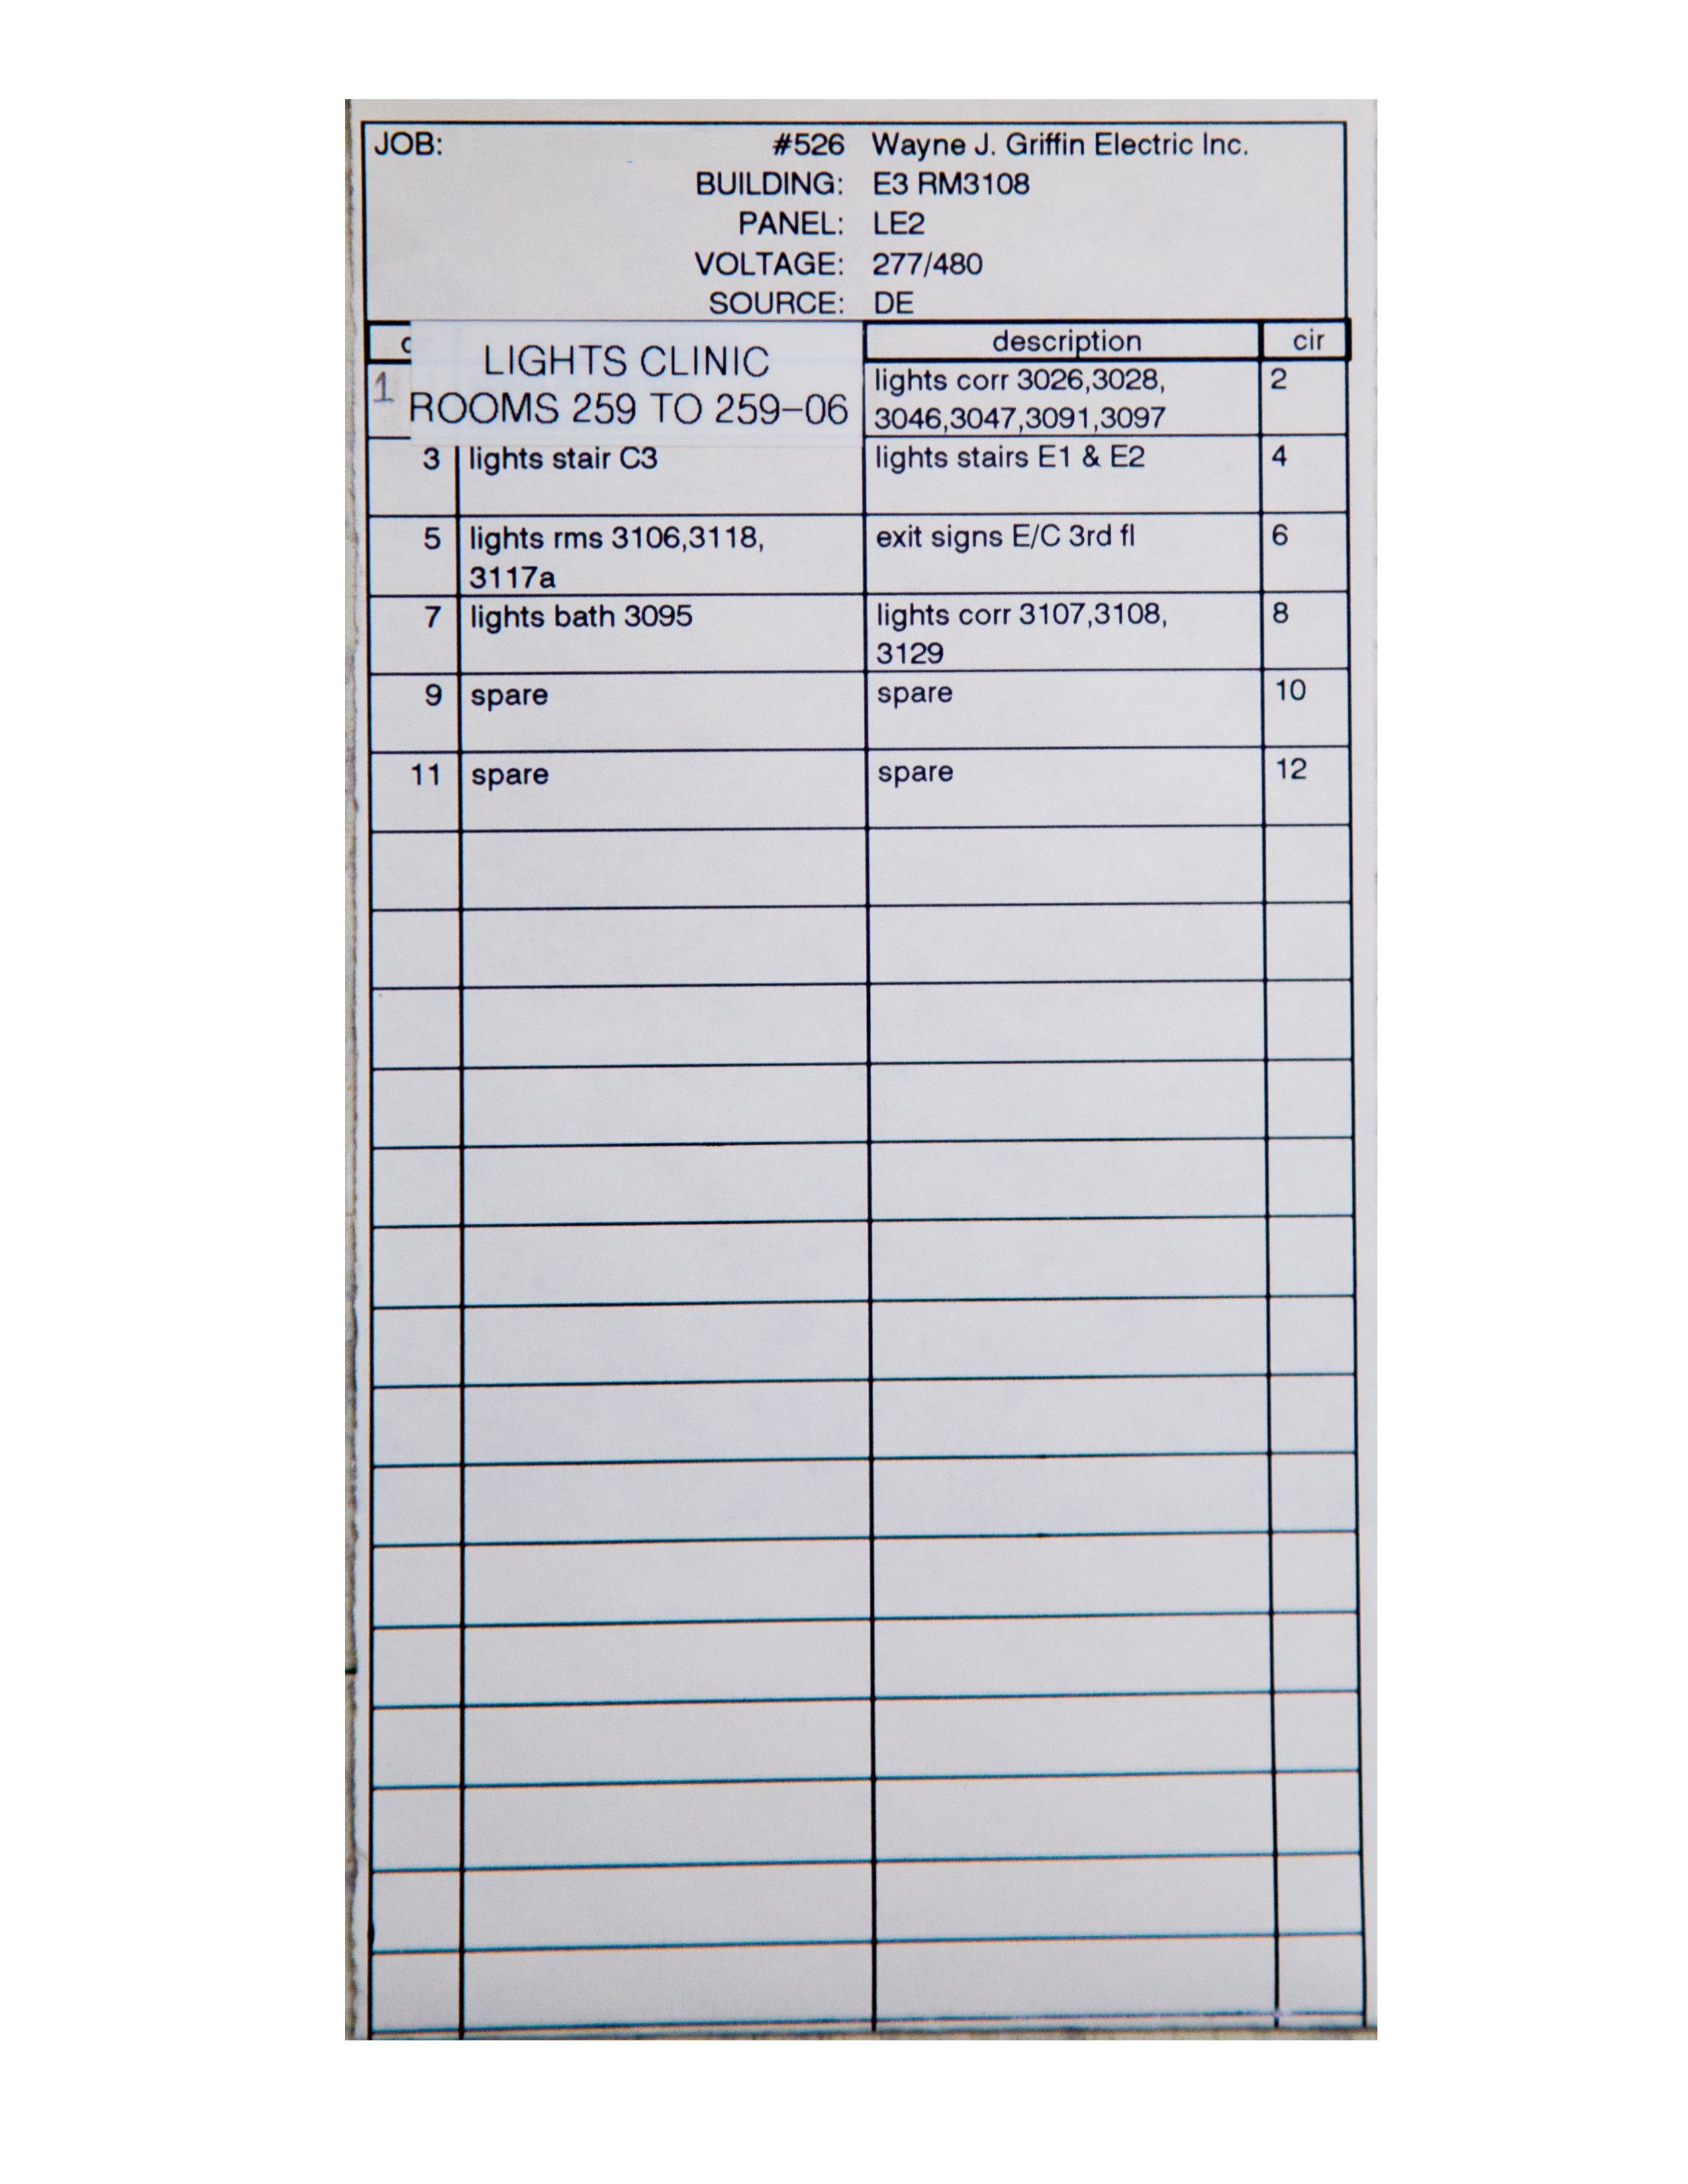 JOB: #526 Wayne J. Griffin Electric Inc.
BUILDING: E3 RM3108
PANEL: LE2
VOLTAGE: 277/480
SOURCE: DE
description cir
LIGHTS CLINIC
ROOMS 259 TO 259-06
1
lights corr 3026,3028, 2
3046,3047,3091,3097
3 lights stair C3 lights stairs E1 & E2 4
5 lights rms 3106,3118, exit signs E/C 3rd fl 6
3117a
7 lights bath 3095 lights corr 3107,3108, 8
3129
9 spare spare 10
11 spare spare 12